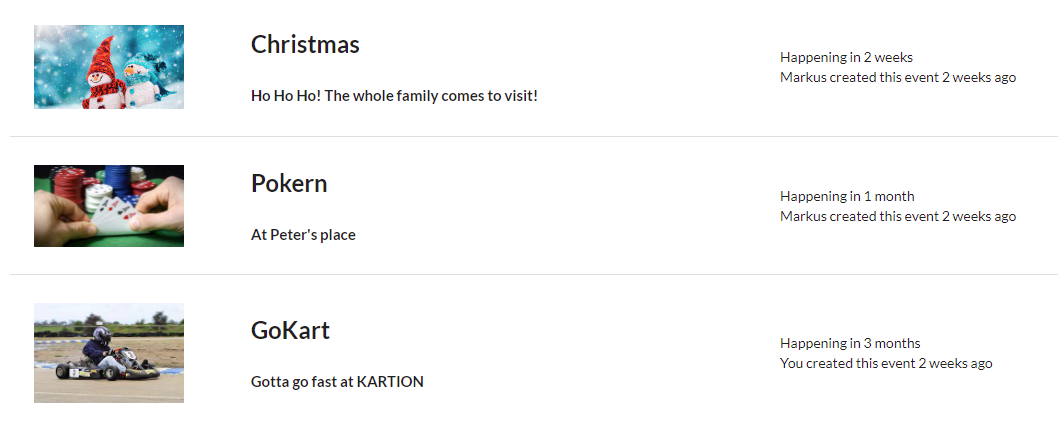 Christmas
Happening in 2 weeks
Markus created this event 2 weeks ago
Ho Ho Ho! The whole family comes to visit!
Pokern
Happening in 1 month
Markus created this event 2 weeks ago
At Peter's place
GoKart
Happening in 3 months
You created this event 2 weeks ago
Gotta go fast at KARTION